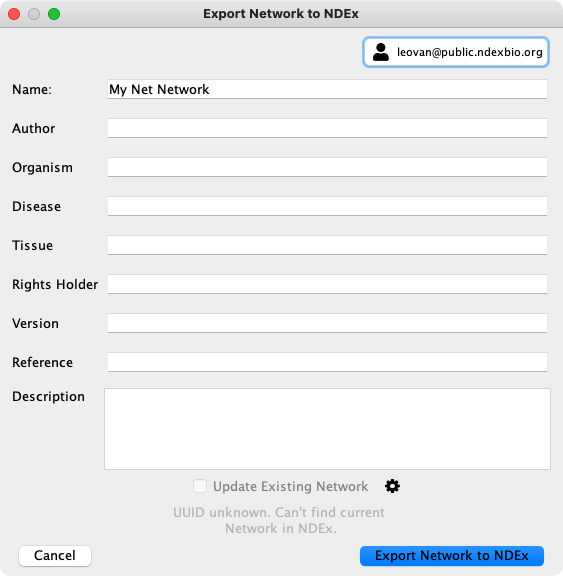 Export Network to NDEx
leovan@public.ndexbio.org
Name: My Net Network
Author
Organism
Disease
Tissue
Rights Holder
Version
Reference
Description
Update Existing Network
UUID unknown. Can't find current
Network in NDEx.
Cancel Export Network to NDEx